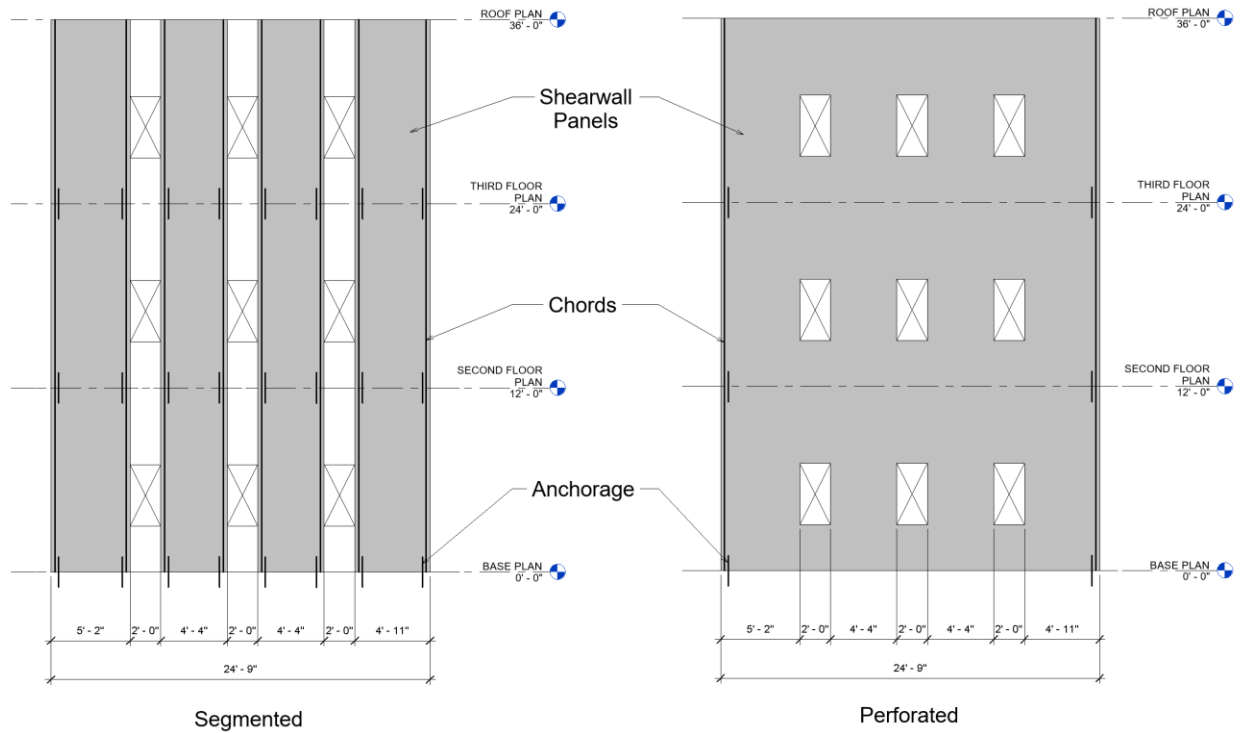 ROOF PLAN
36' - 0"
THIRD FLOOR
PLAN
24' - 0"
SECOND FLOOR
PLAN
12' - 0"
BASE PLAN
0' - 0"
5' - 2"
2' - 0"
4' - 4"
2' - 0"
4' - 4"
2' - 0"
4' - 11"
24' - 9"
Segmented
Shearwall
Panels
Chords
Anchorage
ROOF PLAN
36' - 0"
THIRD FLOOR
PLAN
24' - 0"
SECOND FLOOR
PLAN
12' - 0"
BASE PLAN
0' - 0"
5' - 2"
2' - 0"
4' - 4"
2' - 0"
4' - 4"
2' - 0"
4' - 11"
24' - 9"
Perforated